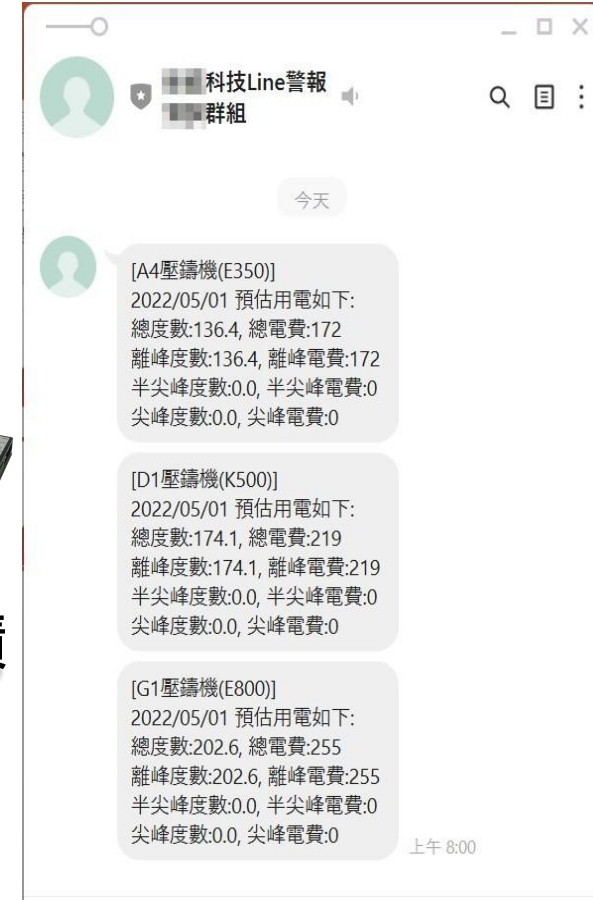 科技Line警報
群組
今天
[A4壓鑄機(E350)]
2022/05/01 預估用電如下:
總度數:136.4, 總電費:172
離峰度數:136.4, 離峰電費:172
半尖峰度數:0.0, 半尖峰電費:0
尖峰度數:0.0, 尖峰電費:0
[D1壓鑄機(K500)]
2022/05/01 預估用電如下:
總度數:174.1, 總電費:219
離峰度數:174.1, 離峰電費:219
半尖峰度數:0.0, 半尖峰電費:0
尖峰度數:0.0, 尖峰電費:0
[G1壓鑄機(E800)]
2022/05/01 預估用電如下:
總度數:202.6, 總電費:255
離峰度數:202.6, 離峰電費:255
半尖峰度數:0.0, 半尖峰電費:0
尖峰度數:0.0, 尖峰電費:0
上午 8:00